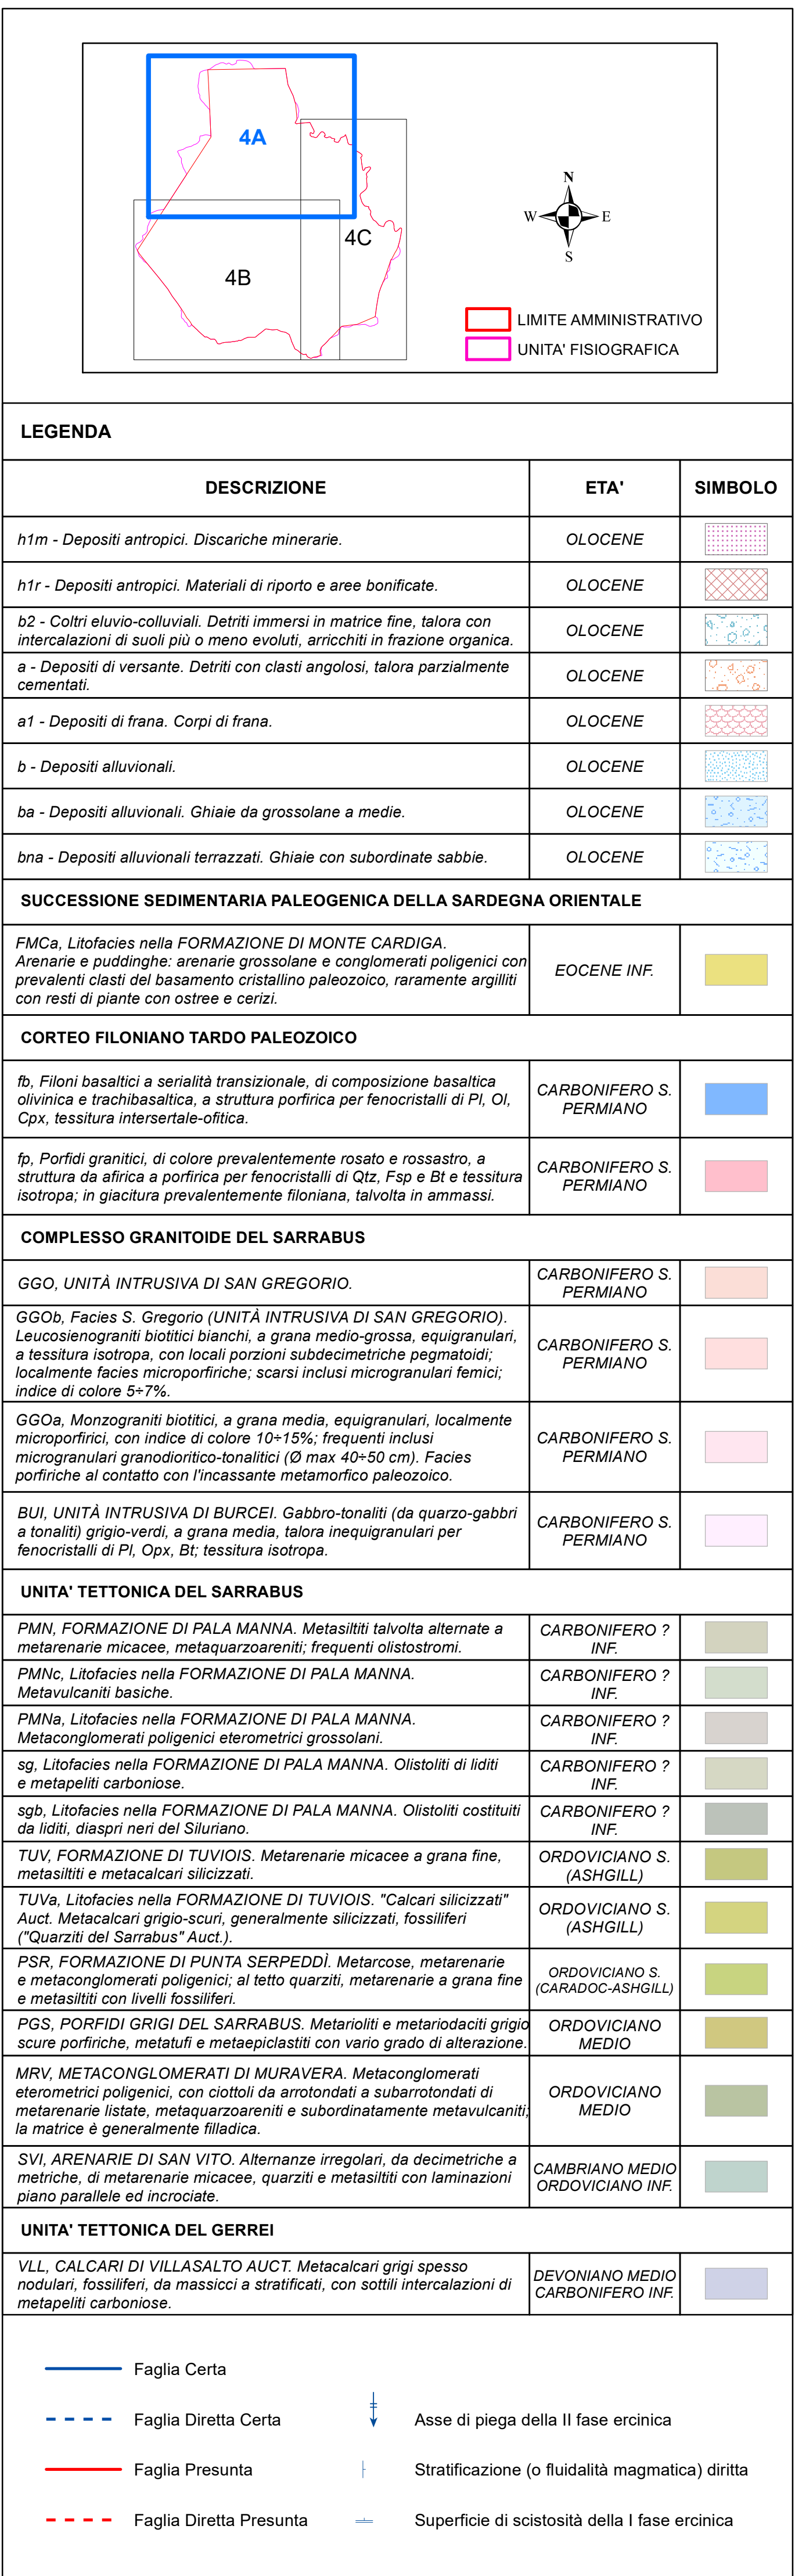 4A
4C
4B
N
W
E
S
LIMITE AMMINISTRATIVO
UNITA' FISIOGRAFICA
LEGENDA
DESCRIZIONE
ETA'
SIMBOLO
h1m - Depositi antropici. Discariche minerarie.
OLOCENE
h1r - Depositi antropici. Materiali di riporto e aree bonificate.
OLOCENE
b2 - Coltri eluvio-colluviali. Detriti immersi in matrice fine, talora con
intercalazioni di suoli più o meno evoluti, arricchiti in frazione organica.
OLOCENE
a - Depositi di versante. Detriti con clasti angolosi, talora parzialmente
cementati.
OLOCENE
a1 - Depositi di frana. Corpi di frana.
OLOCENE
b - Depositi alluvionali.
OLOCENE
ba - Depositi alluvionali. Ghiaie da grossolane a medie.
OLOCENE
bna - Depositi alluvionali terrazzati. Ghiaie con subordinate sabbie.
OLOCENE
SUCCESSIONE SEDIMENTARIA PALEOGENICA DELLA SARDEGNA ORIENTALE
FMCa, Litofacies nella FORMAZIONE DI MONTE CARDIGA.
Arenarie e puddinghe: arenarie grossolane e conglomerati poligenici con
prevalenti clasti del basamento cristallino paleozoico, raramente argilliti
con resti di piante con ostree e cerizi.
EOCENE INF.
CORTEO FILONIANO TARDO PALEOZOICO
fb, Filoni basaltici a serialità transizionale, di composizione basaltica
olivinica e trachibasaltica, a struttura porfirica per fenocristalli di Pl, Ol,
Cpx, tessitura intersertale-ofitica.
CARBONIFERO S.
PERMIANO
fp, Porfidi granitici, di colore prevalentemente rosato e rossastro, a
struttura da afirica a porfirica per fenocristalli di Qtz, Fsp e Bt e tessitura
isotropa; in giacitura prevalentemente filoniana, talvolta in ammassi.
CARBONIFERO S.
PERMIANO
COMPLESSO GRANITOIDE DEL SARRABUS
GGO, UNITÀ INTRUSIVA DI SAN GREGORIO.
CARBONIFERO S.
PERMIANO
GGOb, Facies S. Gregorio (UNITÀ INTRUSIVA DI SAN GREGORIO).
Leucosienograniti biotitici bianchi, a grana medio-grossa, equigranulari,
a tessitura isotropa, con locali porzioni subdecimetriche pegmatoidi;
localmente facies microporfiriche; scarsi inclusi microgranulari femici;
indice di colore 5÷7%.
CARBONIFERO S.
PERMIANO
GGOa, Monzograniti biotitici, a grana media, equigranulari, localmente
microporfirici, con indice di colore 10÷15%; frequenti inclusi
microgranulari granodioritico-tonalitici (Ø max 40÷50 cm). Facies
porfiriche al contatto con l'incassante metamorfico paleozoico.
CARBONIFERO S.
PERMIANO
BUI, UNITÀ INTRUSIVA DI BURCEI. Gabbro-tonaliti (da quarzo-gabbri
a tonaliti) grigio-verdi, a grana media, talora inequigranulari per
fenocristalli di Pl, Opx, Bt; tessitura isotropa.
CARBONIFERO S.
PERMIANO
UNITA' TETTONICA DEL SARRABUS
PMN, FORMAZIONE DI PALA MANNA. Metasiltiti talvolta alternate a
metarenarie micacee, metaquarzoareniti; frequenti olistostromi.
CARBONIFERO ?
INF.
PMNc, Litofacies nella FORMAZIONE DI PALA MANNA.
Metavulcaniti basiche.
CARBONIFERO ?
INF.
PMNa, Litofacies nella FORMAZIONE DI PALA MANNA.
Metaconglomerati poligenici eterometrici grossolani.
CARBONIFERO ?
INF.
sg, Litofacies nella FORMAZIONE DI PALA MANNA. Olistoliti di liditi
e metapeliti carboniose.
CARBONIFERO ?
INF.
sgb, Litofacies nella FORMAZIONE DI PALA MANNA. Olistoliti costituiti
da liditi, diaspri neri del Siluriano.
CARBONIFERO ?
INF.
TUV, FORMAZIONE DI TUVIOIS. Metarenarie micacee a grana fine,
metasiltiti e metacalcari silicizzati.
ORDOVICIANO S.
(ASHGILL)
TUVa, Litofacies nella FORMAZIONE DI TUVIOIS. "Calcari silicizzati"
Auct. Metacalcari grigio-scuri, generalmente silicizzati, fossiliferi
("Quarziti del Sarrabus" Auct.).
ORDOVICIANO S.
(ASHGILL)
PSR, FORMAZIONE DI PUNTA SERPEDDÌ. Metarcose, metarenarie
e metaconglomerati poligenici; al tetto quarziti, metarenarie a grana fine
e metasiltiti con livelli fossiliferi.
ORDOVICIANO S.
(CARADOC-ASHGILL)
PGS, PORFIDI GRIGI DEL SARRABUS. Metarioliti e metariodaciti grigio
scure porfiriche, metatufi e metaepiclastiti con vario grado di alterazione.
ORDOVICIANO
MEDIO
MRV, METACONGLOMERATI DI MURAVERA. Metaconglomerati
eterometrici poligenici, con ciottoli da arrotondati a subarrotondati di
metarenarie listate, metaquarzoareniti e subordinatamente metavulcaniti;
la matrice è generalmente filladica.
ORDOVICIANO
MEDIO
SVI, ARENARIE DI SAN VITO. Alternanze irregolari, da decimetriche a
metriche, di metarenarie micacee, quarziti e metasiltiti con laminazioni
piano parallele ed incrociate.
CAMBRIANO MEDIO
ORDOVICIANO INF.
UNITA' TETTONICA DEL GERREI
VLL, CALCARI DI VILLASALTO AUCT. Metacalcari grigi spesso
nodulari, fossiliferi, da massicci a stratificati, con sottili intercalazioni di
metapeliti carboniose.
DEVONIANO MEDIO
CARBONIFERO INF.
Faglia Certa
Faglia Diretta Certa
Asse di piega della II fase ercinica
Faglia Presunta
Stratificazione (o fluidalità magmatica) diritta
Faglia Diretta Presunta
Superficie di scistosità della I fase ercinica